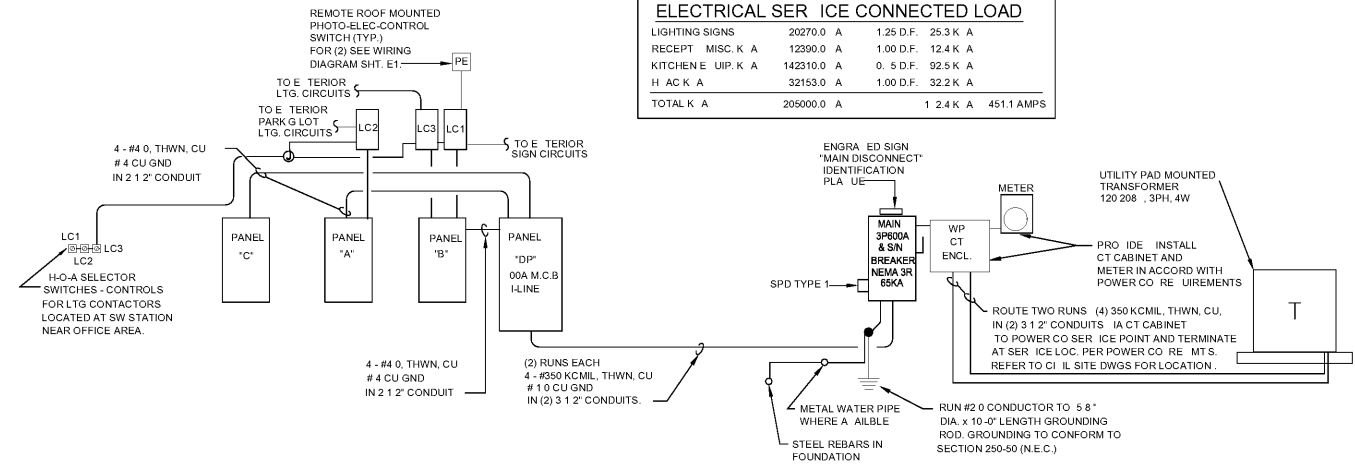 REMOTE ROOF MOUNTED
PHOTO-ELEC-CONTROL
SWITCH (TYP.)
FOR (2) SEE WIRING
DIAGRAM SHT. E1.
PE
TO E TERIOR
LTG. CIRCUITS
TO E TERIOR
PARK G LOT
LTG. CIRCUITS
LC2
LC3
LC1
TO E TERIOR
SIGN CIRCUITS
4 - #4 0, THWN, CU
# 4 CU GND
IN 2 1 2" CONDUIT
LC1
LC3
LC2
H-O-A SELECTOR
SWITCHES - CONTROLS
FOR LTG CONTACTORS
LOCATED AT SW STATION
NEAR OFFICE AREA.
PANEL
"C"
PANEL
"A"
PANEL
"B"
PANEL
"DP"
00A M.C.B
I-LINE
4 - #4 0, THWN, CU
# 4 CU GND
IN 2 1 2" CONDUIT
(2) RUNS EACH
4 - #350 KCMIL, THWN, CU
# 1 0 CU GND
IN (2) 3 1 2" CONDUITS.
ELECTRICAL SER ICE CONNECTED LOAD
LIGHTING SIGNS 20270.0 A 1.25 D.F. 25.3 K A
RECEPT MISC. K A 12390.0 A 1.00 D.F. 12.4 K A
KITCHEN E UIP. K A 142310.0 A 0. 5 D.F. 92.5 K A
H AC K A 32153.0 A 1.00 D.F. 32.2 K A
TOTAL K A 205000.0 A 1 2.4 K A 451.1 AMPS
ENGRA ED SIGN
"MAIN DISCONNECT"
IDENTIFICATION
PLA UE
MAIN
3P600A
& S/N
BREAKER
NEMA 3R
65KA
SPD TYPE 1
WP
CT
ENCL.
METER
UTILITY PAD MOUNTED
TRANSFORMER
120 208 , 3PH, 4W
PRO IDE INSTALL
CT CABINET AND
METER IN ACCORD WITH
POWER CO RE UIREMENTS
T
ROUTE TWO RUNS (4) 350 KCMIL, THWN, CU,
IN (2) 3 1 2" CONDUITS IA CT CABINET
TO POWER CO SER ICE POINT AND TERMINATE
AT SER ICE LOC. PER POWER CO RE MTS.
REFER TO CI IL SITE DWGS FOR LOCATION .
METAL WATER PIPE
WHERE A AILBLE
STEEL REBARS IN
FOUNDATION
RUN #2 0 CONDUCTOR TO 5 8"
DIA. x 10 -0" LENGTH GROUNDING
ROD. GROUNDING TO CONFORM TO
SECTION 250-50 (N.E.C.)